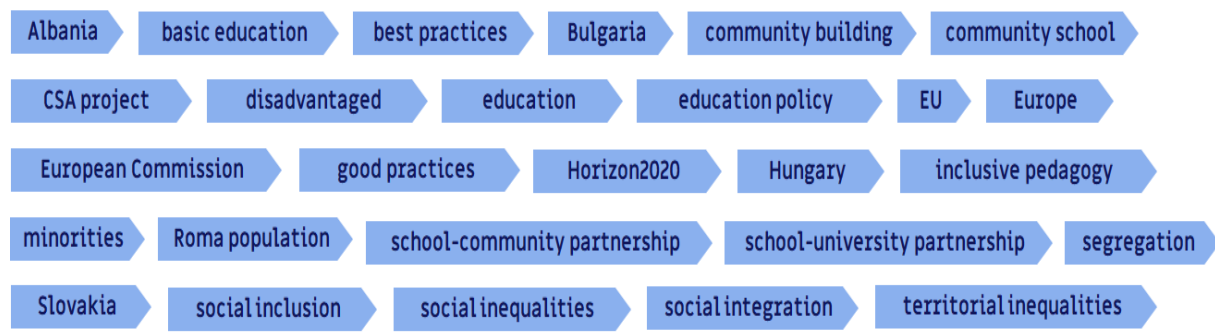 Albania basic education best practices Bulgaria community building community school
CSA project disadvantaged education education policy EU Europe
European Commission good practices Horizon2020 Hungary inclusive pedagogy
minorities Roma population school-community partnership school-university partnership segregation
Slovakia social inclusion social inequalities social integration territorial inequalities